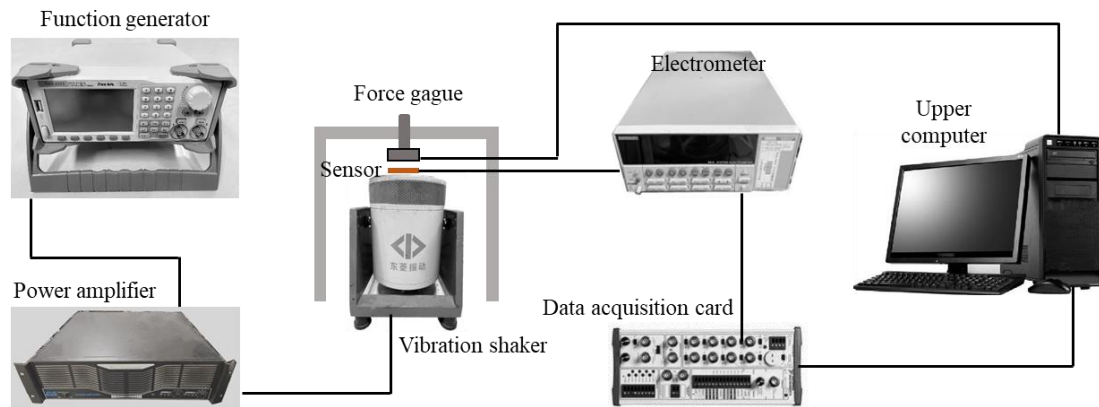 Function generator
Force gague
Electrometer
Upper
computer
Sensor
东菱振动
Power amplifier
Data acquisition card
Vibration shaker